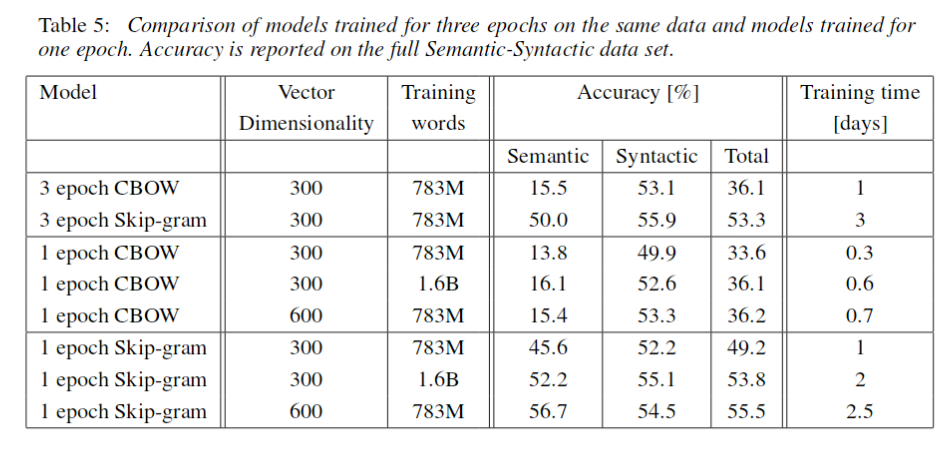 Table 5: Comparison of models trained for three epochs on the same data and models trained for
one epoch. Accuracy is reported on the full Semantic-Syntactic data set.
Model Vector Training Accuracy [%] Training time
Dimensionality words [days]
Semantic Syntactic Total
3 epoch CBOW 300 783M 15.5 53.1 36.1 1
3 epoch Skip-gram 300 783M 50.0 55.9 53.3 3
1 epoch CBOW 300 783M 13.8 49.9 33.6 0.3
1 epoch CBOW 300 1.6B 16.1 52.6 36.1 0.6
1 epoch CBOW 600 783M 15.4 53.3 36.2 0.7
1 epoch Skip-gram 300 783M 45.6 52.2 49.2 1
1 epoch Skip-gram 300 1.6B 52.2 55.1 53.8 2
1 epoch Skip-gram 600 783M 56.7 54.5 55.5 2.5